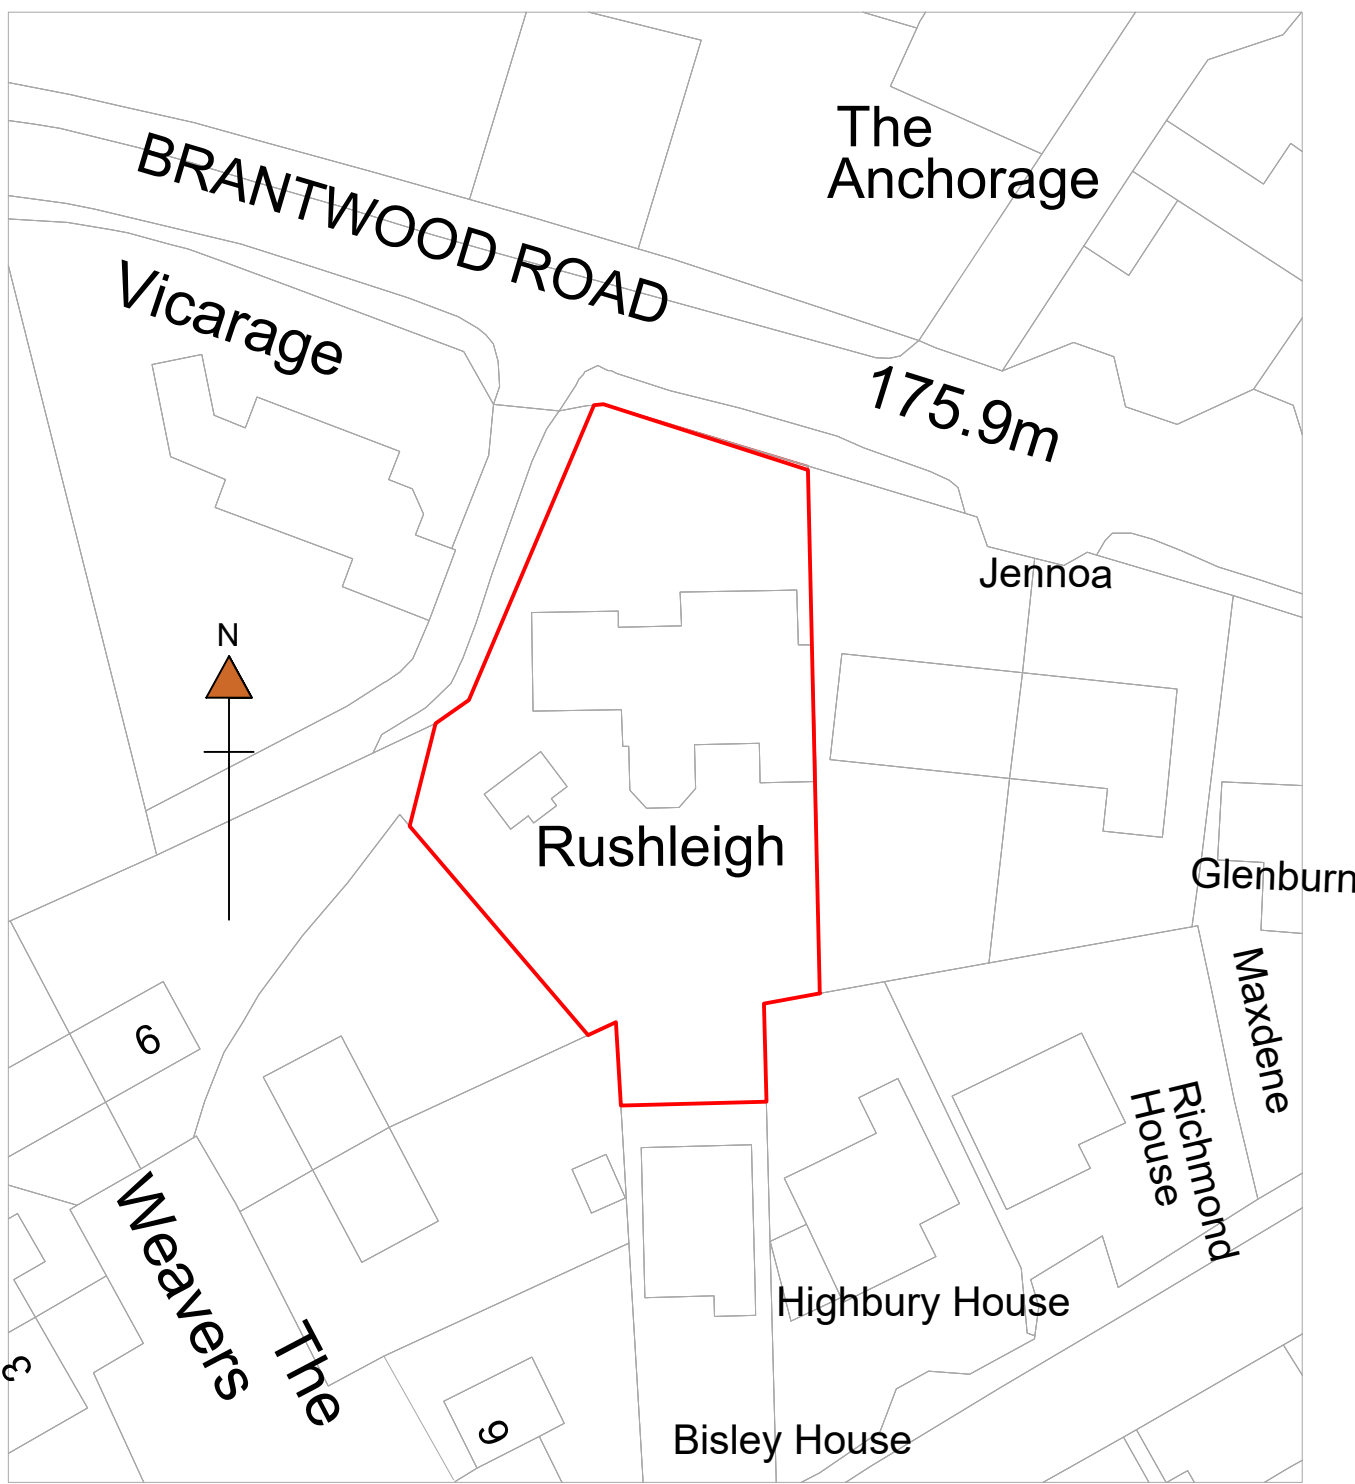 The
Anchorage
BRANTWOOD ROAD
Vicarage
175.9m
Jennoa
N
Rushleigh
Glenburn
Maxdene
9
Richmond
House
Weavers
The
Highbury House
3
9
Bisley House